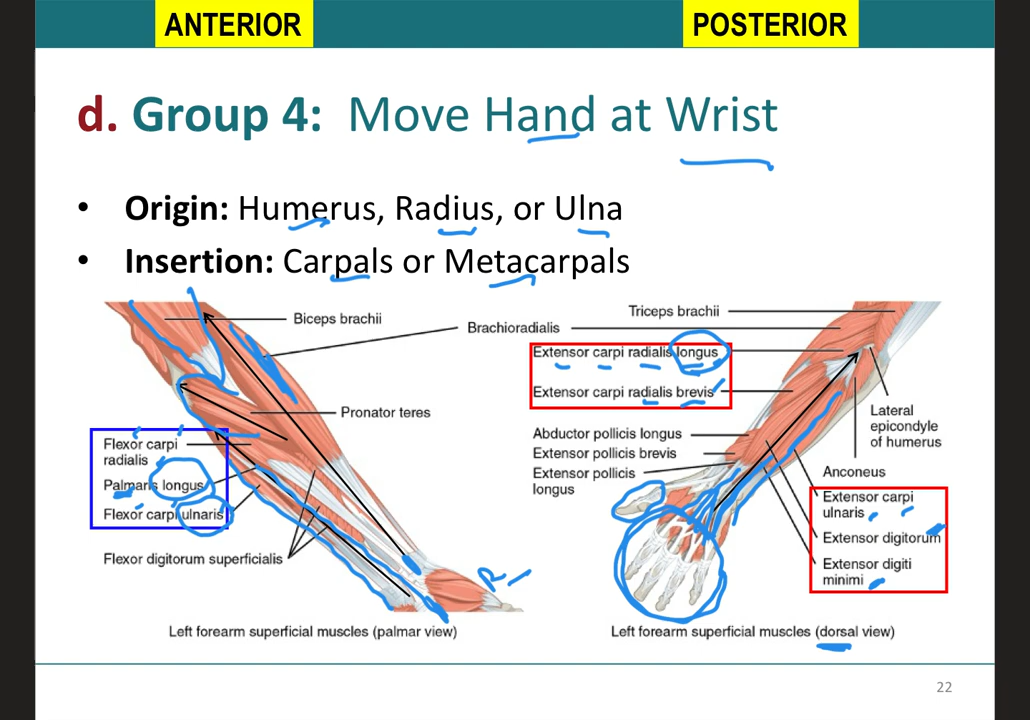 ANTERIOR
POSTERIOR
d. Group 4: Move Hand at Wrist
• Origin: Humerus, Radius, or Ulna
• Insertion: Carpals or Metacarpals
Biceps brachii
Brachioradialis
Pronator teres
Flexor carpi
radialis
Palmaris longus
Flexor carpi ulnaris
Flexor digitorum superficialis
Left forearm superficial muscles (palmar view)
Triceps brachii
Extensor carpi radialis longus
Extensor carpi radialis brevis
Abductor pollicis longus
Extensor pollicis brevis
Extensor pollicis
longus
Lateral
epicondyle
of humerus
Anconeus
Extensor carpi
ulnaris
Extensor digitorum
Extensor digiti
minimi
Left forearm superficial muscles (dorsal view)
22